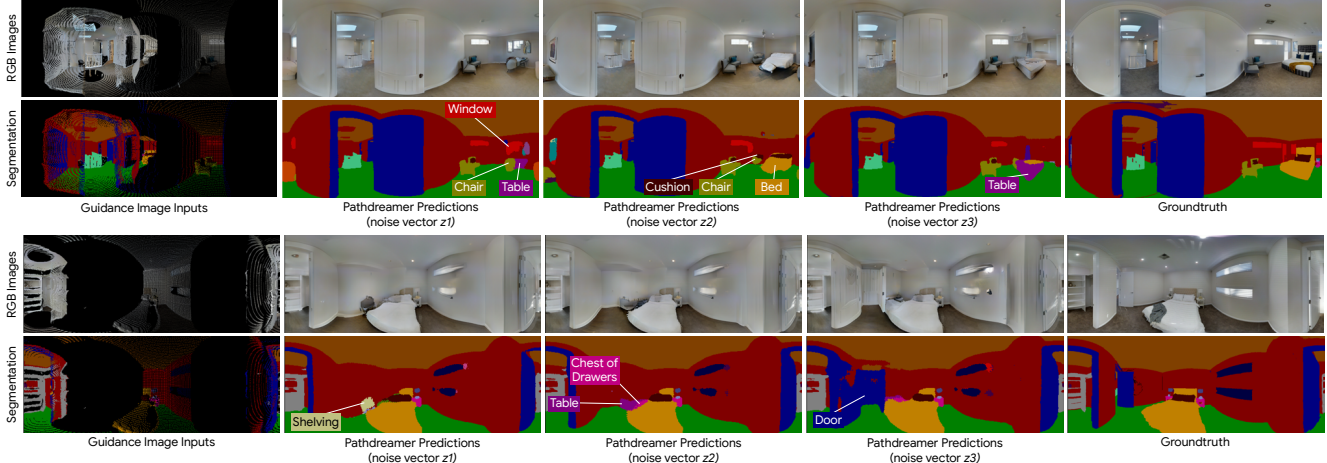 RGB Images
Segmentation
Window
Chair
Table
Cushion
Chair
Bed
Table
Guidance Image Inputs
Pathdreamer Predictions
(noise vector z1)
Pathdreamer Predictions
(noise vector z2)
Pathdreamer Predictions
(noise vector z3)
Groundtruth
RGB Images
Segmentation
Shelving
Chest of
Drawers
Table
Door
Guidance Image Inputs
Pathdreamer Predictions
(noise vector z1)
Pathdreamer Predictions
(noise vector z2)
Pathdreamer Predictions
(noise vector z3)
Groundtruth